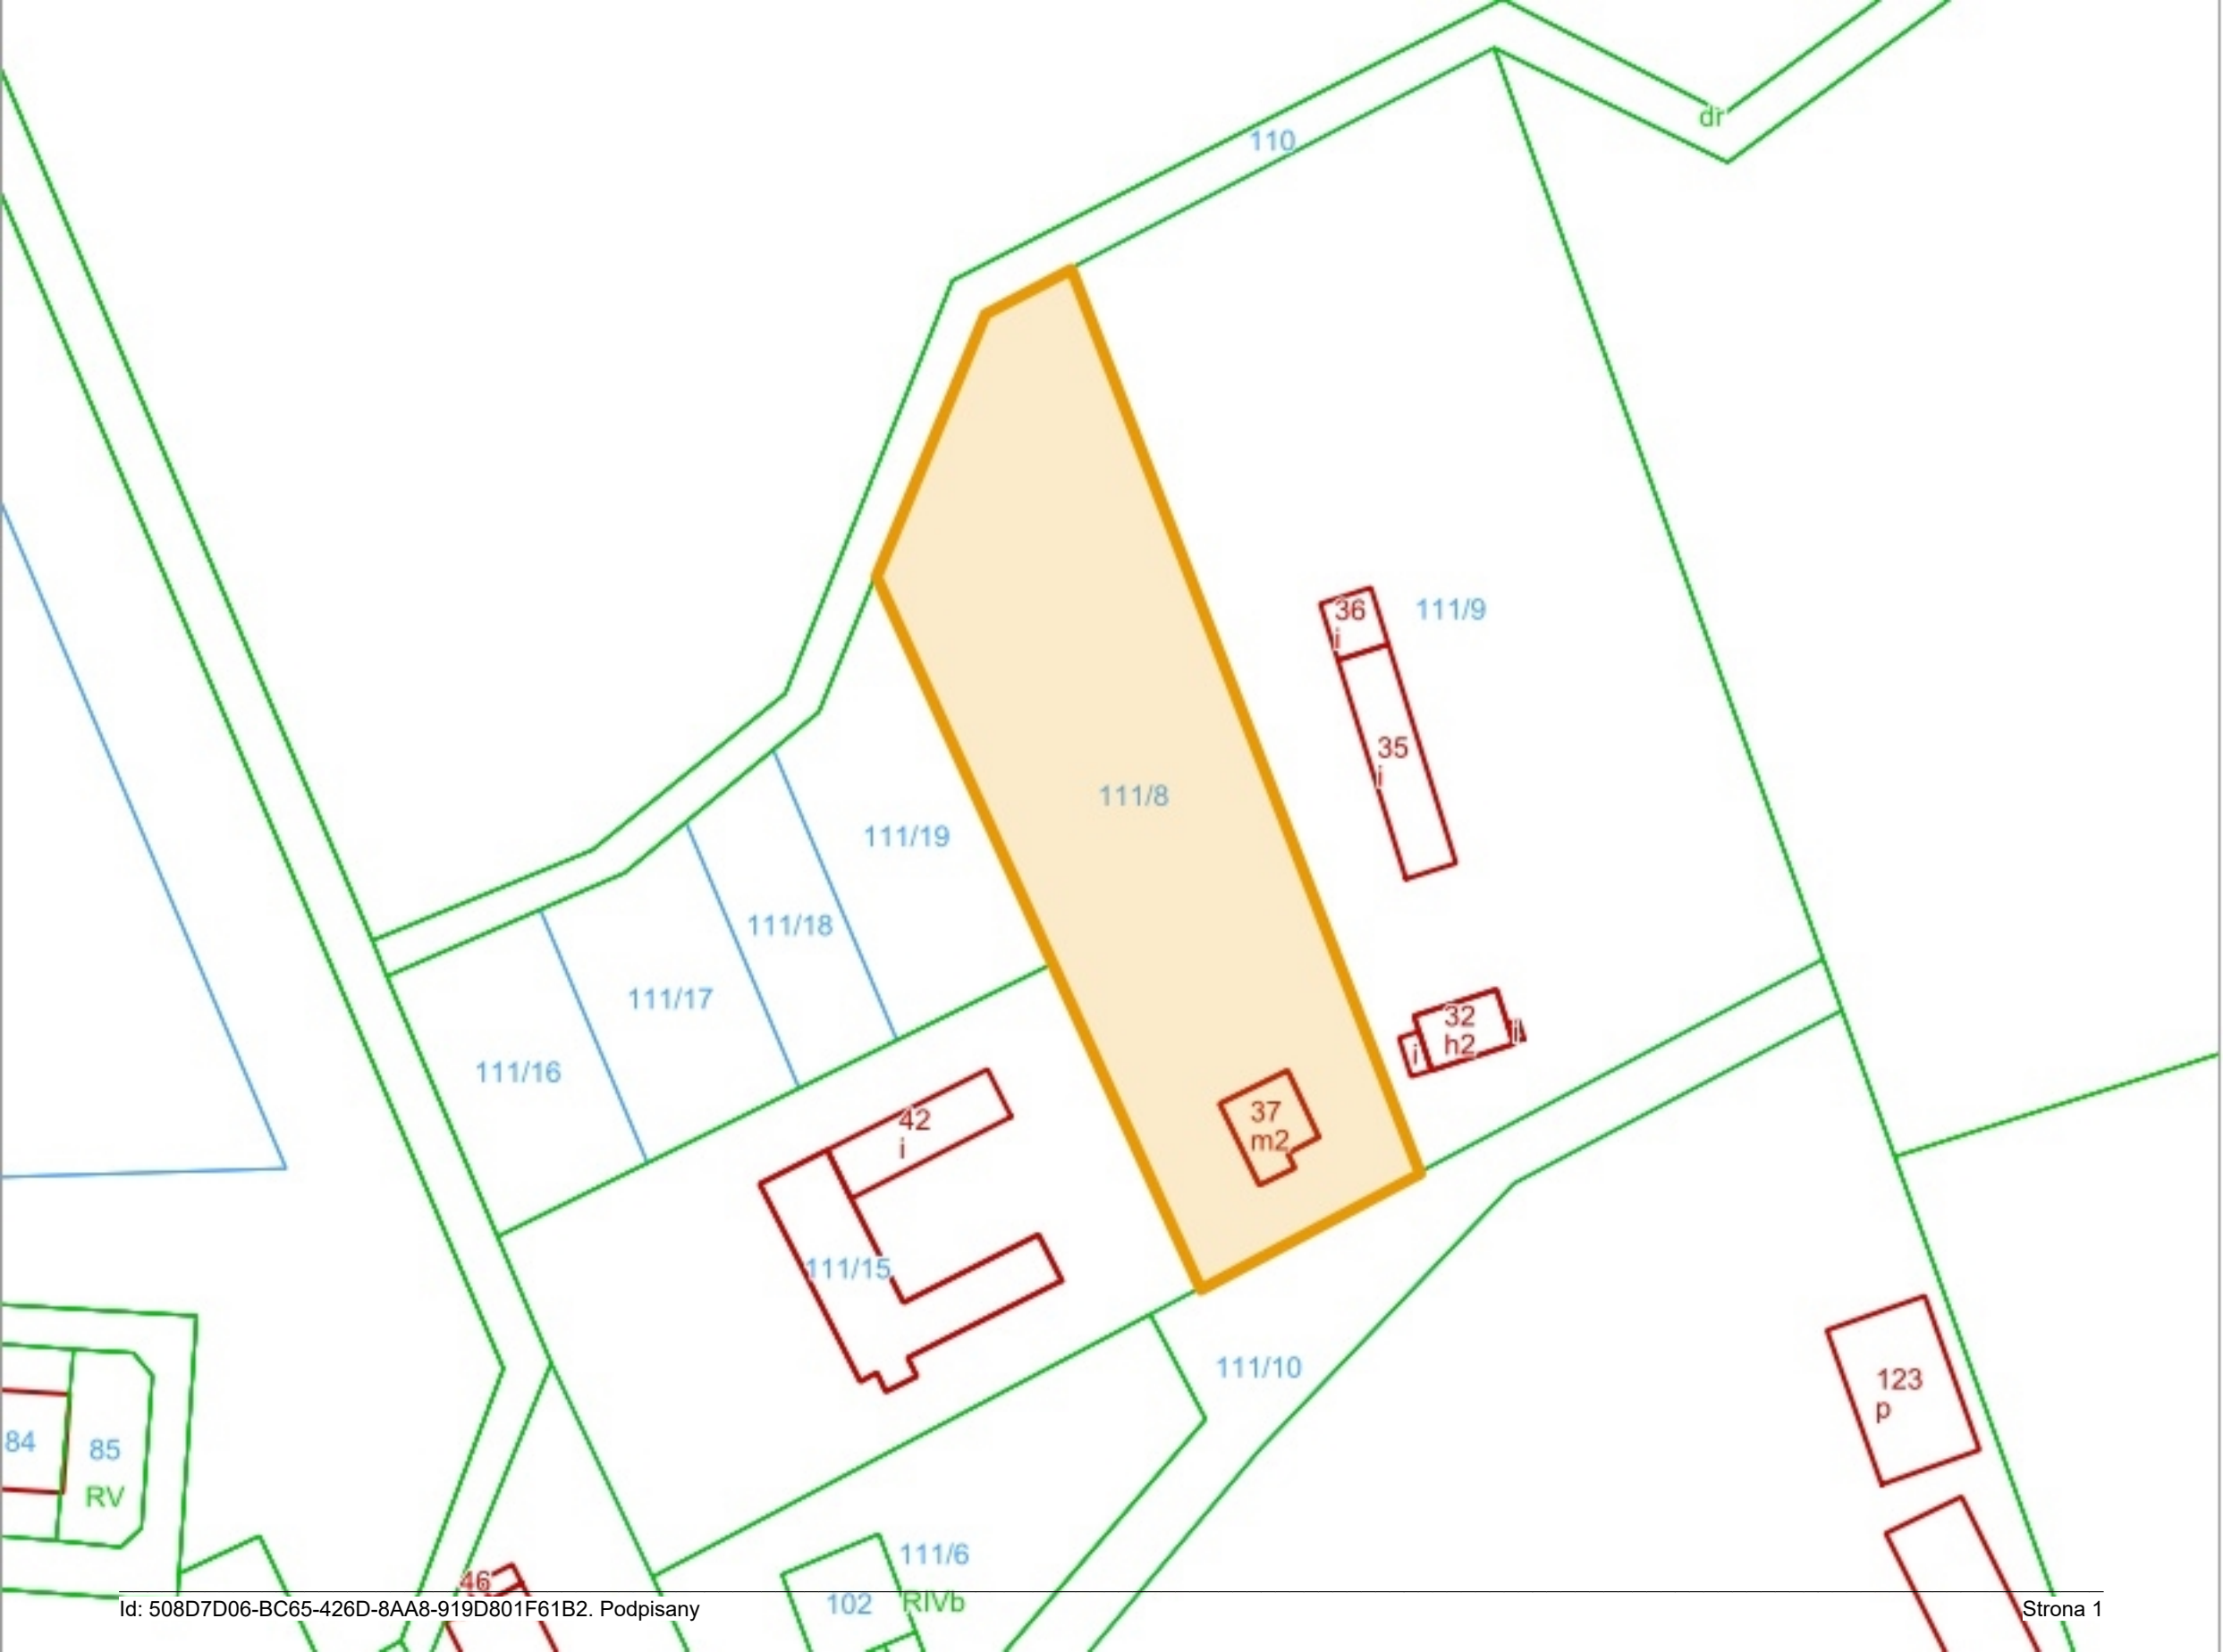 dr
110
36
i
111/9
35
i
111/8
111/19
111/18
111/17
111/16
32
h2
i
i
37
m2
42
i
111/15
111/10
123
p
84
85
RV
111/6
46
102
RIVb
Id: 508D7D06-BC65-426D-8AA8-919D801F61B2. Podpisany
Strona 1